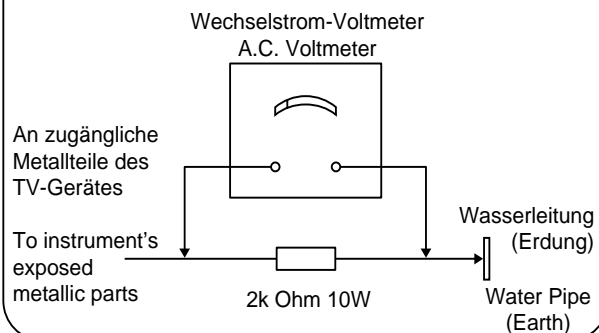 Wechselstrom-Voltmeter
A.C. Voltmeter
An zugängliche
Metallteile des
TV-Gerätes
To instrument's
exposed
metallic parts
2k Ohm 10W
Wasserleitung
(Erdung)
Water Pipe
(Earth)